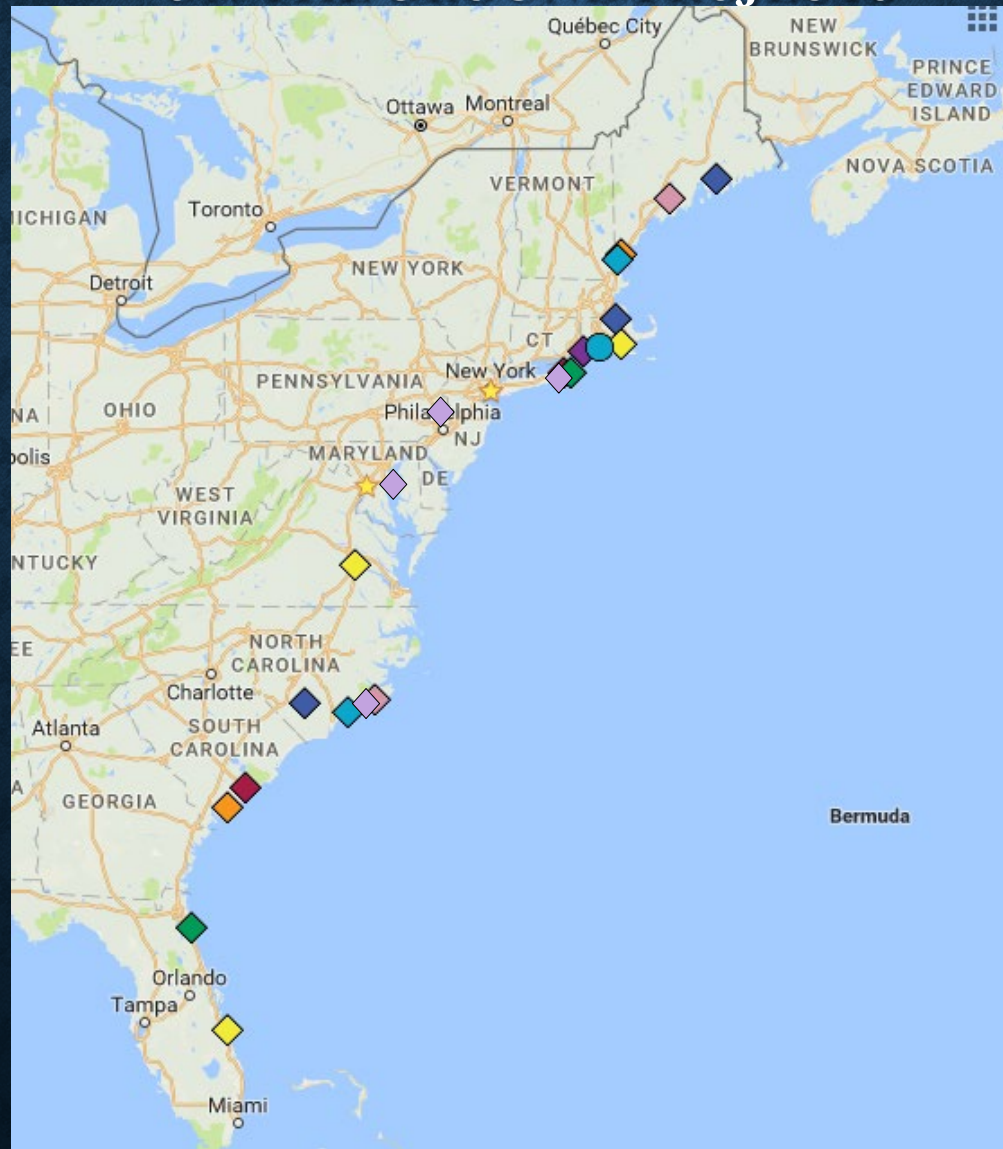 Québec City
NEW
BRUNSWICK
PRINCE
EDWARD
ISLAND
Ottawa
Montreal
NOVA SCOTIA
VERMONT
Toronto
ICHIGAN
NEW YORK
Detroit
CT
New York
PENNSYLVANIA
OHIO
NA
Philadelphia
NJ
MARYLAND
polis
DE
WEST
VIRGINIA
NTUCKY
NORTH
CAROLINA
EE
Charlotte
SOUTH
CAROLINA
Atlanta
A
GEORGIA
Bermuda
Orlando
Tampa
Miami